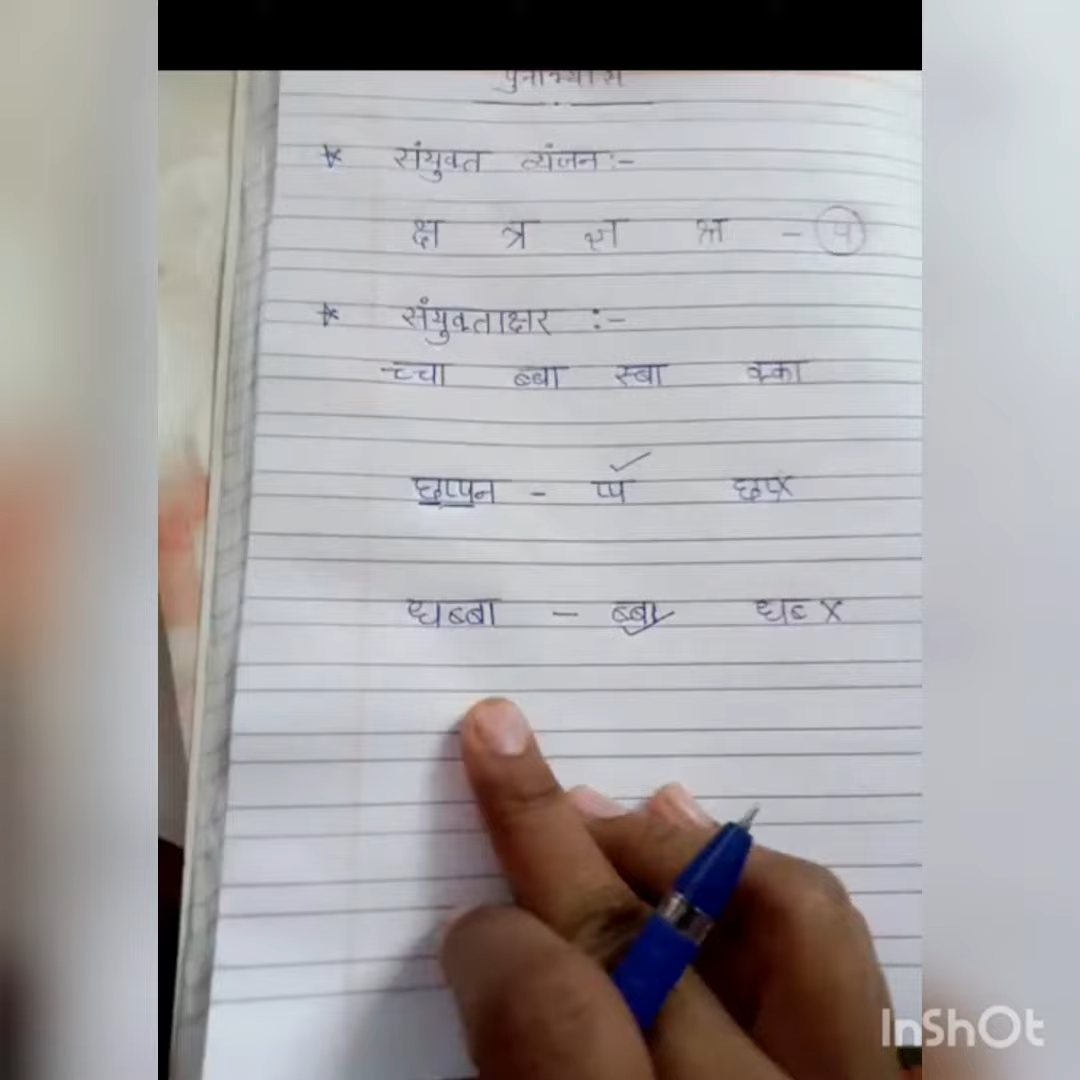 पुनराभ्यास
* संयुक्त व्यंजन :-
क्ष त्र ज्ञ श्र - ४
* संयुक्ताक्षर :-
च्चा ब्बा स्बा क्का
छप्पन - प्प ✓ छप x
धब्बा - ब्बा ✓ धब x
InShOt